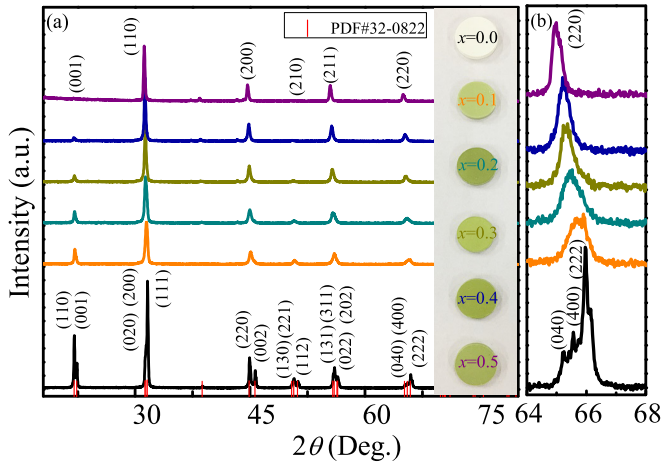 (a)
PDF#32-0822
(001)
(110)
(200)
(210)
(211)
(220)
x=0.0
x=0.1
x=0.2
x=0.3
x=0.4
x=0.5
(110)
(001)
(020) (200)
(111)
(220)
(002)
(130) (221)
(112)
(131) (311)
(022) (202)
(040) (400)
(222)
Intensity (a.u.)
30 45 60 75
2θ (Deg.)
(b)
(220)
(040)
(400)
(222)
64 66 68